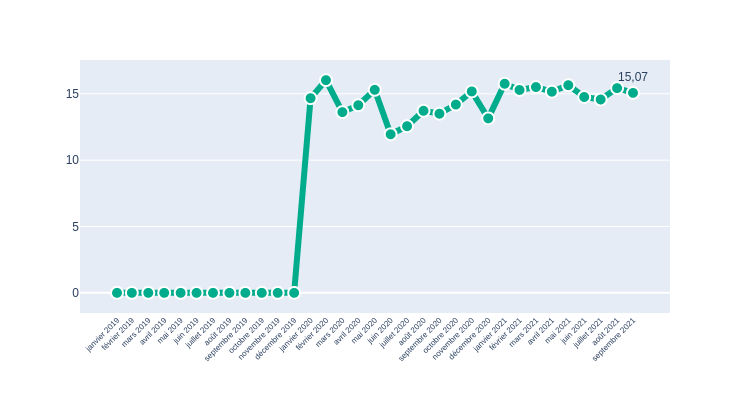 15,07
15
10
5
0
janvier 2019
février 2019
mars 2019
avril 2019
mai 2019
juin 2019
juillet 2019
août 2019
septembre 2019
octobre 2019
novembre 2019
décembre 2019
janvier 2020
février 2020
mars 2020
avril 2020
mai 2020
juin 2020
juillet 2020
août 2020
septembre 2020
octobre 2020
novembre 2020
décembre 2020
janvier 2021
février 2021
mars 2021
avril 2021
mai 2021
juin 2021
juillet 2021
août 2021
septembre 2021